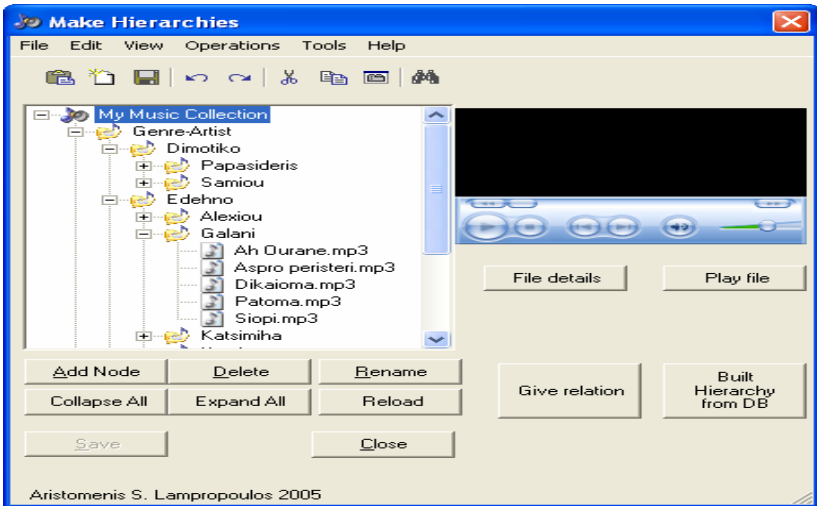 Make Hierarchies
File Edit View Operations Tools Help
My Music Collection
Genre-Artist
Dimotiko
Papasideris
Samiou
Edehno
Alexiou
Galani
Ah Ourane.mp3
Aspro peristeri.mp3
Dikaioma.mp3
Patoma.mp3
Siopi.mp3
Katsimiha
File details
Play file
Add Node
Delete
Rename
Collapse All
Expand All
Reload
Give relation
Built
Hierarchy
from DB
Save
Close
Aristomenis S. Lampropoulos 2005